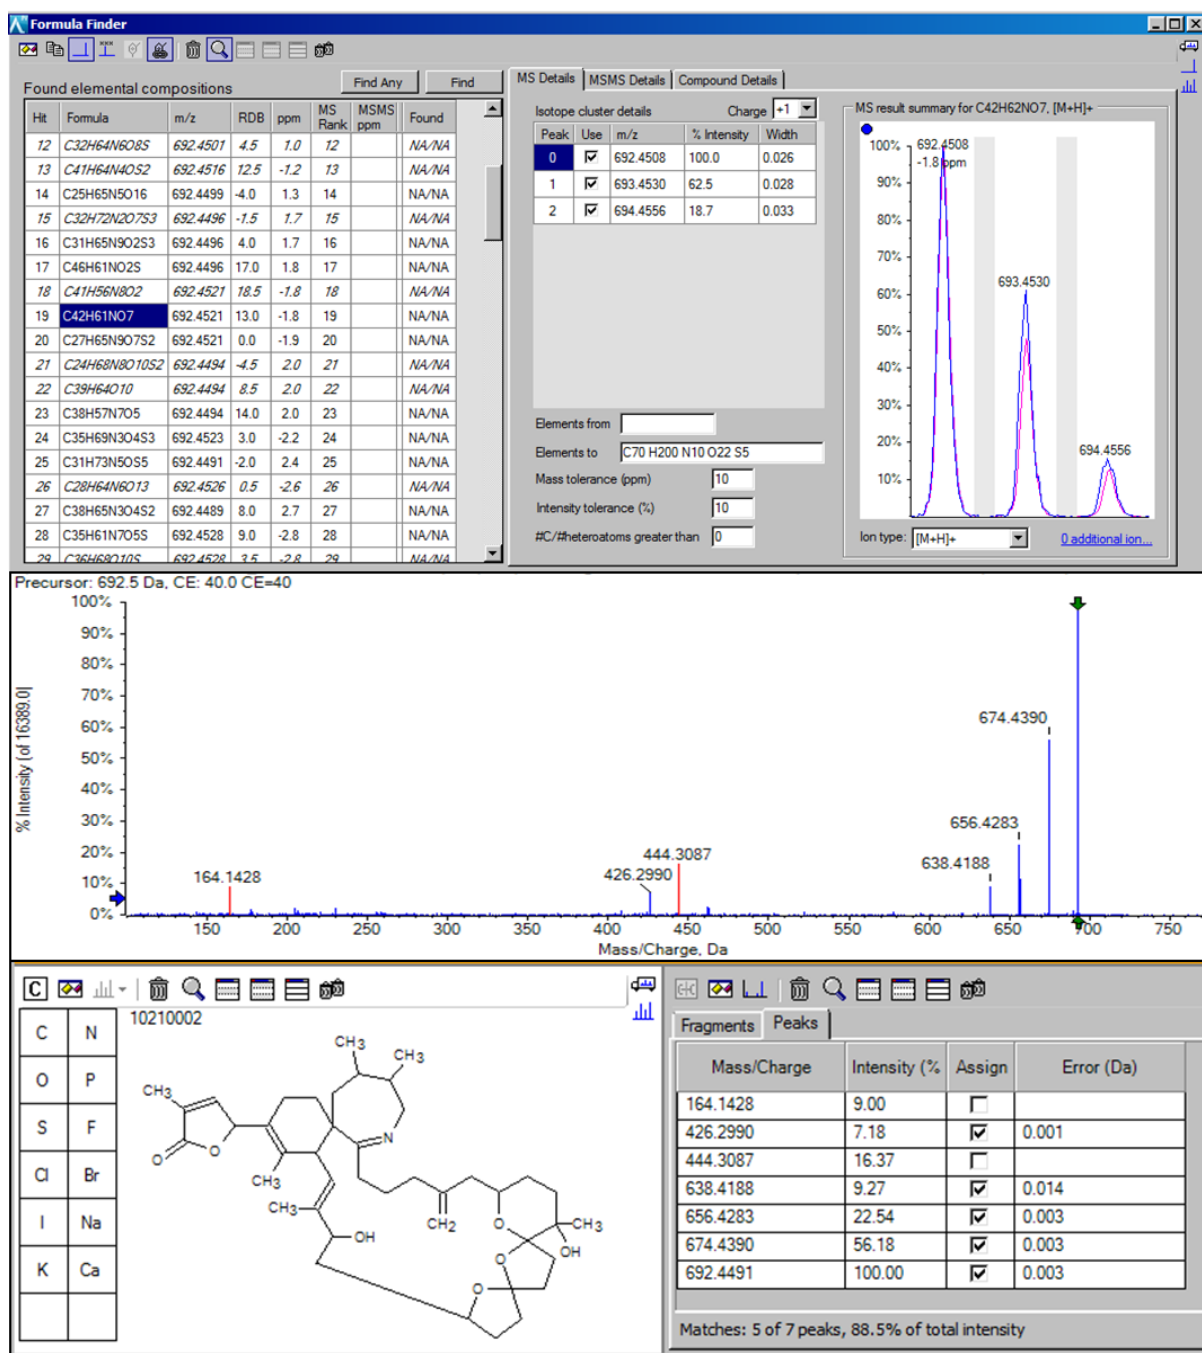 Formula Finder
Found elemental compositions
Find Any
Find
Hit Formula m/z RDB ppm MS Rank MSMS ppm Found
12 C32H64N6O8S 692.4501 4.5 1.0 12 NA/NA
13 C41H64N4OS2 692.4516 12.5 -1.2 13 NA/NA
14 C25H65N5O16 692.4499 -4.0 1.3 14 NA/NA
15 C32H72N2O7S3 692.4496 -1.5 1.7 15 NA/NA
16 C31H65N9O2S3 692.4496 4.0 1.7 16 NA/NA
17 C46H61NO2S 692.4496 17.0 1.8 17 NA/NA
18 C41H56N8O2 692.4521 18.5 -1.8 18 NA/NA
19 C42H61NO7 692.4521 13.0 -1.8 19 NA/NA
20 C27H65N9O7S2 692.4521 0.0 -1.9 20 NA/NA
21 C24H68N8O10S2 692.4494 -4.5 2.0 21 NA/NA
22 C39H64O10 692.4494 8.5 2.0 22 NA/NA
23 C38H57N7O5 692.4494 14.0 2.0 23 NA/NA
24 C35H69N3O4S3 692.4523 3.0 -2.2 24 NA/NA
25 C31H73N5OS5 692.4491 -2.0 2.4 25 NA/NA
26 C28H64N6O13 692.4526 0.5 -2.6 26 NA/NA
27 C38H65N3O4S2 692.4489 8.0 2.7 27 NA/NA
28 C35H61N7O5S 692.4528 9.0 -2.8 28 NA/NA
29 C36H68O10S 692.4528 3.5 -2.8 29 NA/NA
MS Details MSMS Details Compound Details
Isotope cluster details
Charge +1
Peak Use m/z % Intensity Width
0 692.4508 100.0 0.026
1 693.4530 62.5 0.028
2 694.4556 18.7 0.033
Elements from
Elements to C70 H200 N10 O22 S5
Mass tolerance (ppm) 10
Intensity tolerance (%) 10
#C/#heteroatoms greater than 0
MS result summary for C42H62NO7, [M+H]+
100%
90%
80%
70%
60%
50%
40%
30%
20%
10%
692.4508
-1.8 ppm
693.4530
694.4556
Ion type: [M+H]+
0 additional ion...
Precursor: 692.5 Da, CE: 40.0 CE=40
% Intensity (of 16389.0)
100%
90%
80%
70%
60%
50%
40%
30%
20%
10%
0%
164.1428
426.2990
444.3087
638.4188
656.4283
674.4390
150 200 250 300 350 400 450 500 550 600 650 700 750
Mass/Charge, Da
C
C N
O P
S F
Cl Br
I Na
K Ca
10210002
CH3
CH3
CH3
O
O
N
CH3
CH3
OH
CH2
O
CH3
OH
O
O
Fragments Peaks
Mass/Charge Intensity (% Assign Error (Da)
164.1428 9.00
426.2990 7.18 0.001
444.3087 16.37
638.4188 9.27 0.014
656.4283 22.54 0.003
674.4390 56.18 0.003
692.4491 100.00 0.003
Matches: 5 of 7 peaks, 88.5% of total intensity